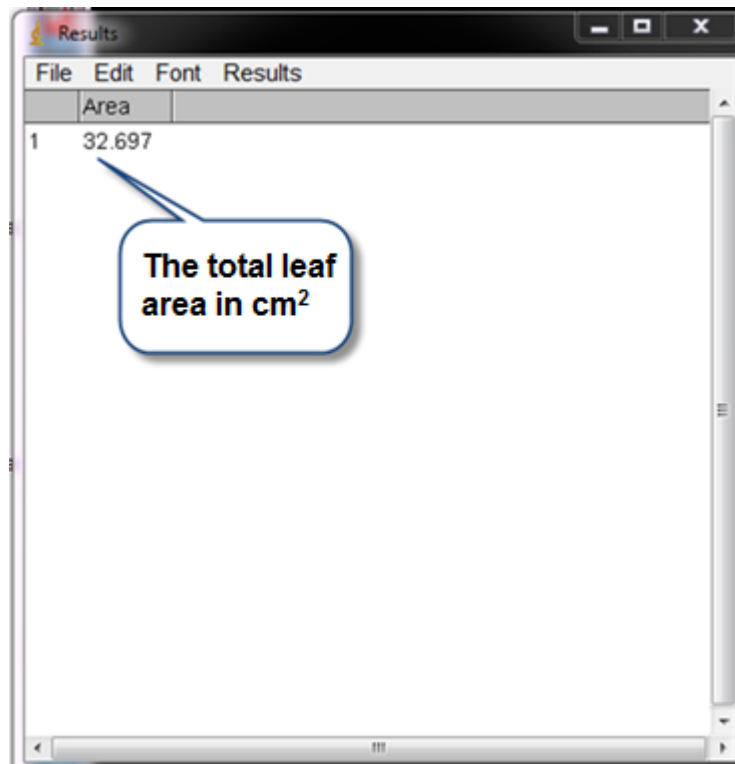 Results
File Edit Font Results
Area
1 32.697
The total leaf
area in cm²